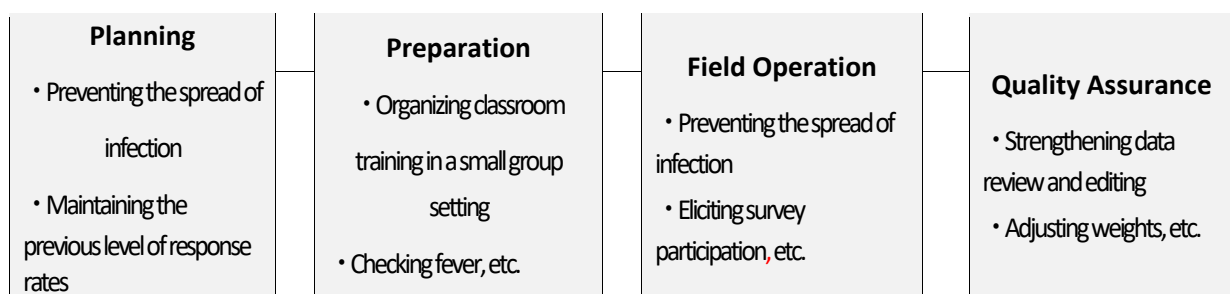 Planning
・Preventing the spread of
infection
・Maintaining the
previous level of response
rates
Preparation
・Organizing classroom
training in a small group
setting
・Checking fever, etc.
Field Operation
・Preventing the spread of
infection
・Eliciting survey
participation, etc.
Quality Assurance
・Strengthening data
review and editing
・Adjusting weights, etc.